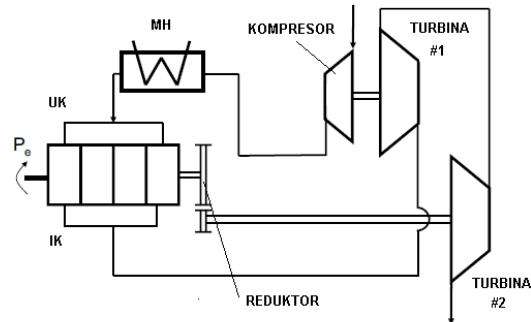 MH
KOMPRESOR
TURBINA
#1
UK
Pe
IK
REDUKTOR
TURBINA
#2